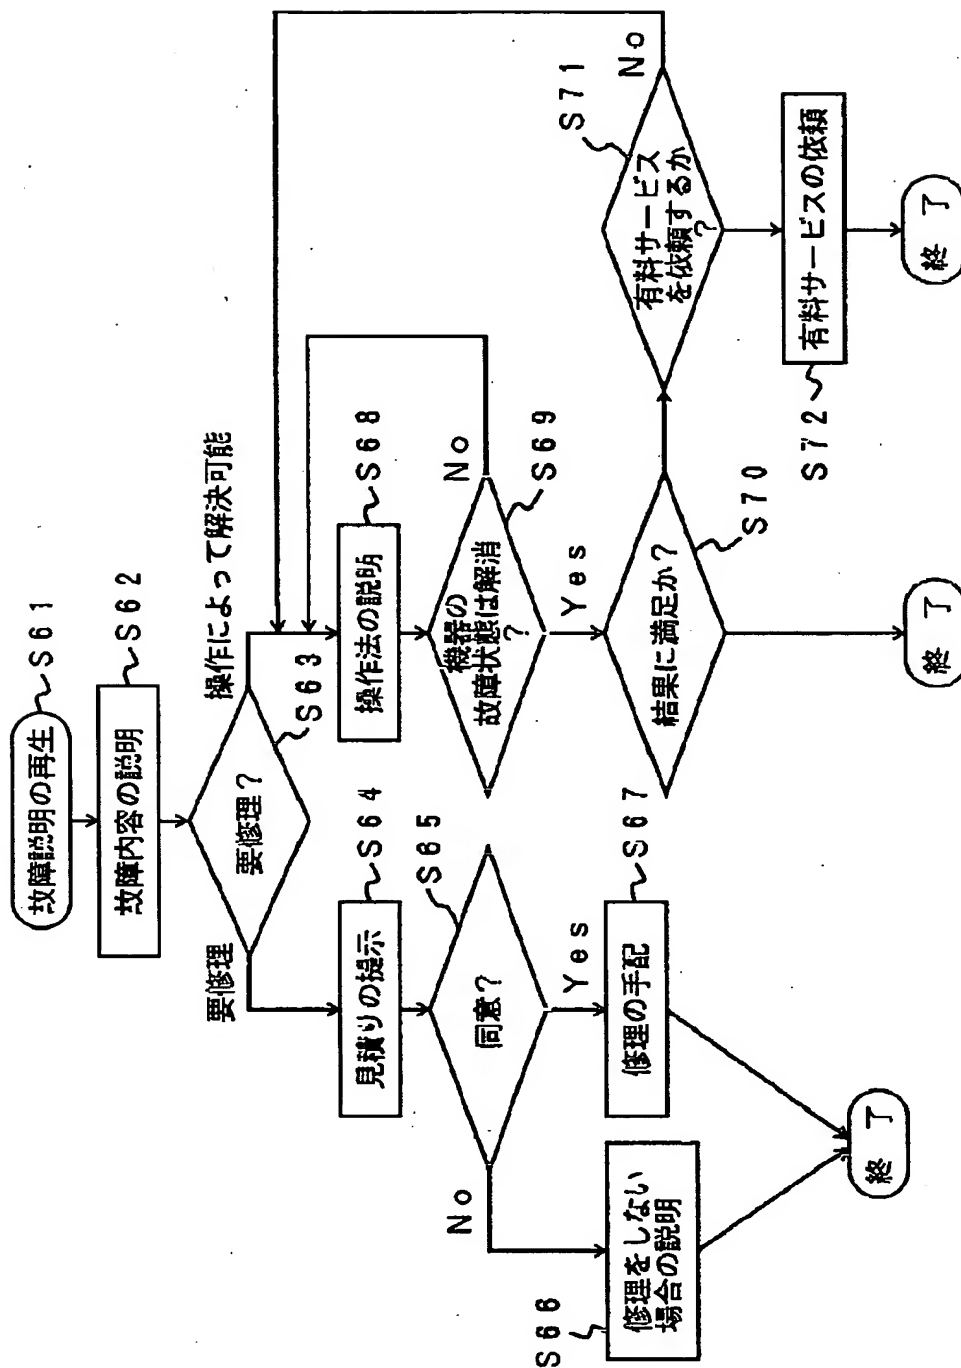 故障説明の再生
S61
故障内容の説明
S62
要修理?
S63
要修理
操作によって解決可能
見積りの提示
S64
同意?
S65
No
Yes
修理をしない
場合の説明
S66
修理の手配
S67
終 了
操作法の説明
S68
機器の
故障状態は解消
?
S69
No
Yes
結果に満足か?
S70
終 了
有料サービス
を依頼するか
?
S71
No
有料サービスの依頼
S72
終 了